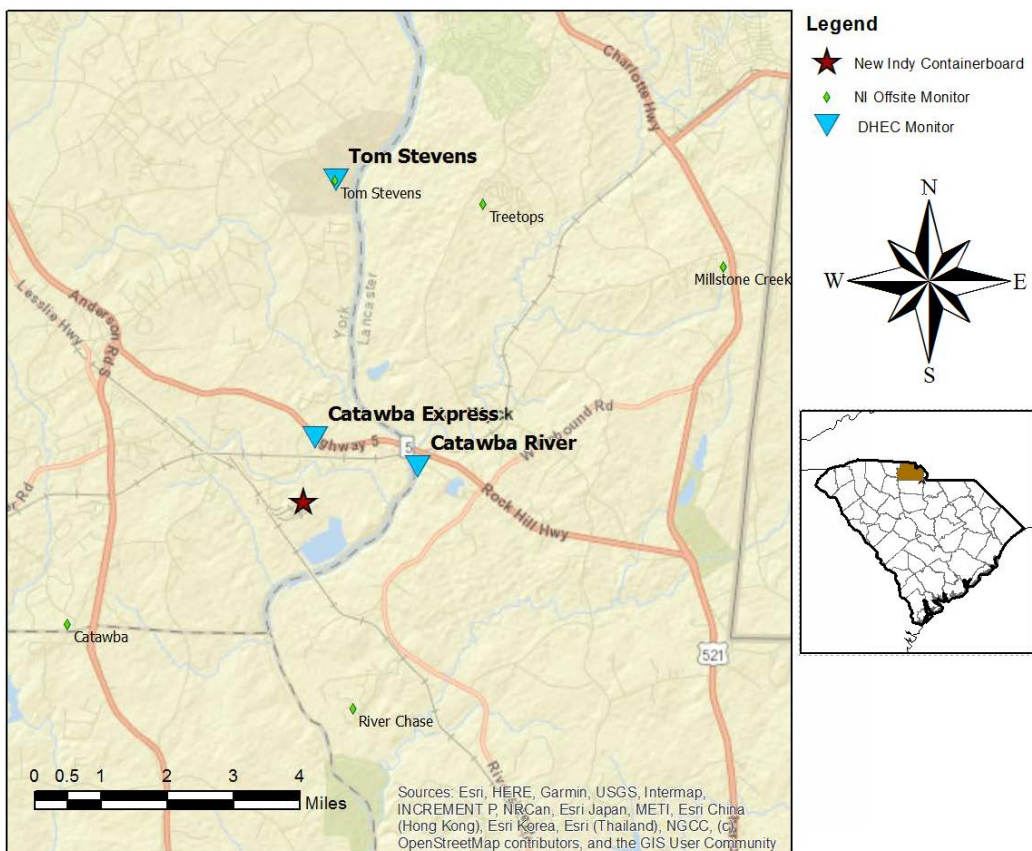 Legend
New Indy Containerboard
NI Offsite Monitor
DHEC Monitor
N
W
E
S
Charlotte Hwy
Tom Stevens
Tom Stevens
Treetops
Millstone Creek
Lesslie Hwy
Anderson Rd S
York
Lancaster
Catawba Express
ghway 5
5
Catawba River
Rock Hill Hwy
Catawba
521
River Chase
0 0.5 1 2 3 4
Miles
Sources: Esri, HERE, Garmin, USGS, Intermap,
INCREMENT P, NRCan, Esri Japan, METI, Esri China
(Hong Kong), Esri Korea, Esri (Thailand), NGCC, (c)
OpenStreetMap contributors, and the GIS User Community